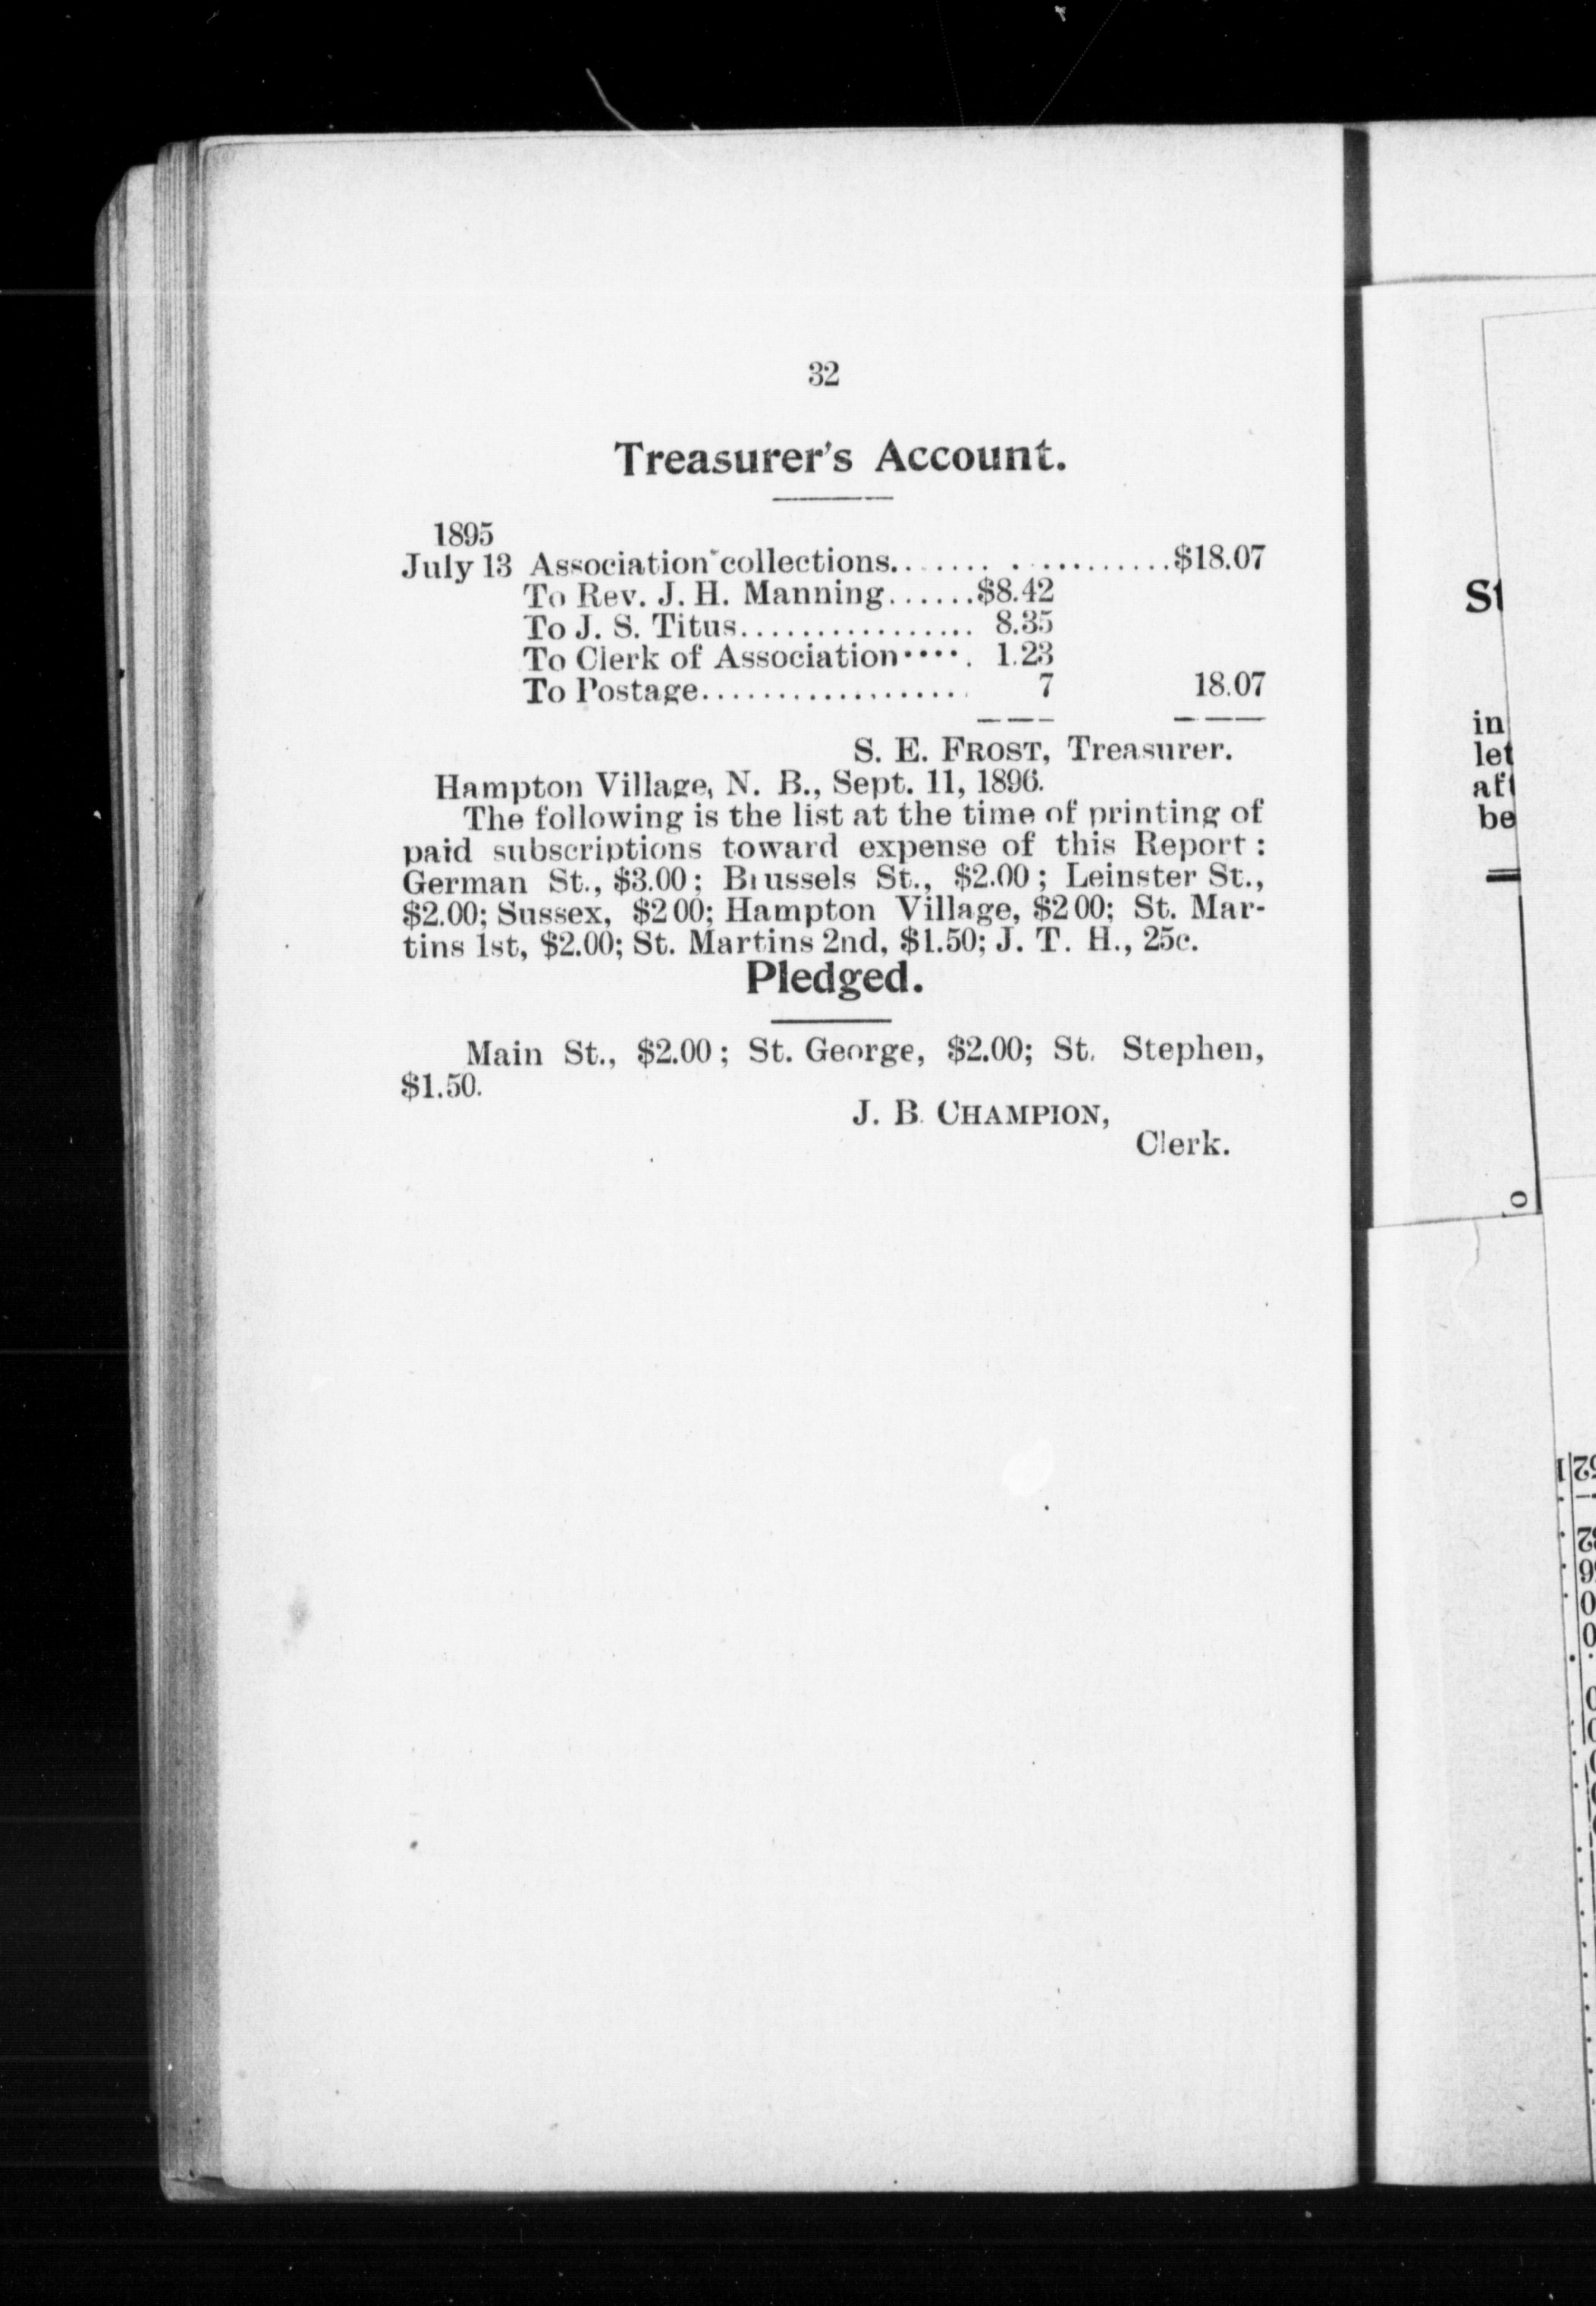 32
Treasurer's Account.
1895
July 13 Association collections.......................$18.07
To Rev. J. H. Manning......$8.42
To J. S. Titus................ 8.35
To Clerk of Association..... 1.23
To Postage.................. 7 18.07
S. E. FROST, Treasurer.
Hampton Village, N. B., Sept. 11, 1896.
The following is the list at the time of printing of
paid subscriptions toward expense of this Report :
German St., $3.00; Brussels St., $2.00; Leinster St.,
$2.00; Sussex, $2 00; Hampton Village, $2 00; St. Mar-
tins 1st, $2.00; St. Martins 2nd, $1.50; J. T. H., 25c.
Pledged.
Main St., $2.00; St. George, $2.00; St. Stephen,
$1.50.
J. B. CHAMPION,
Clerk.
in
let
be